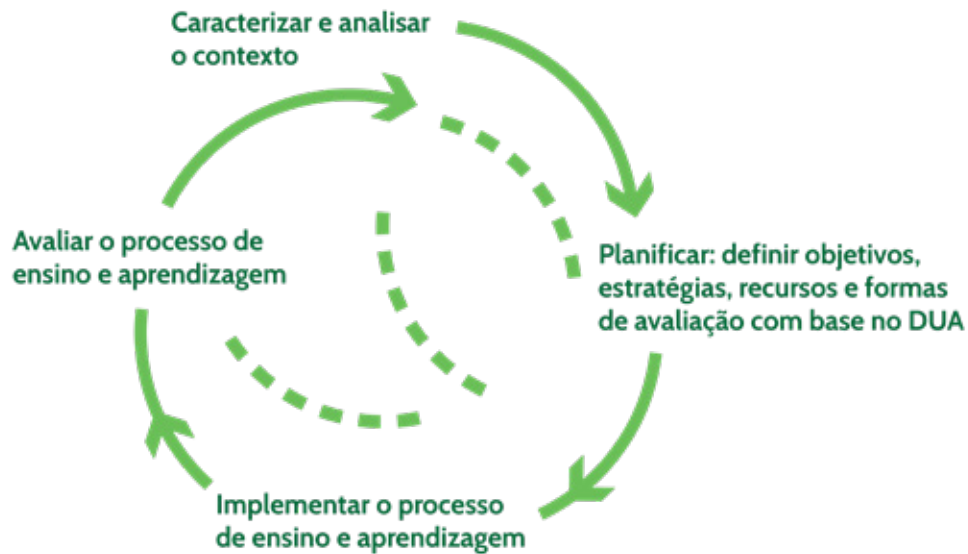 Caracterizar e analisar
o contexto
Planificar: definir objetivos,
estratégias, recursos e formas
de avaliação com base no DUA
Implementar o processo
de ensino e aprendizagem
Avaliar o processo de
ensino e aprendizagem